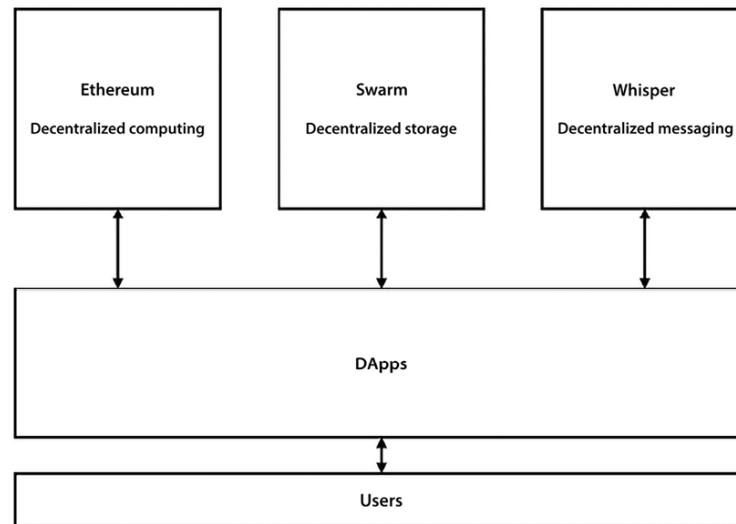 Ethereum
Decentralized computing
Swarm
Decentralized storage
Whisper
Decentralized messaging
DApps
Users